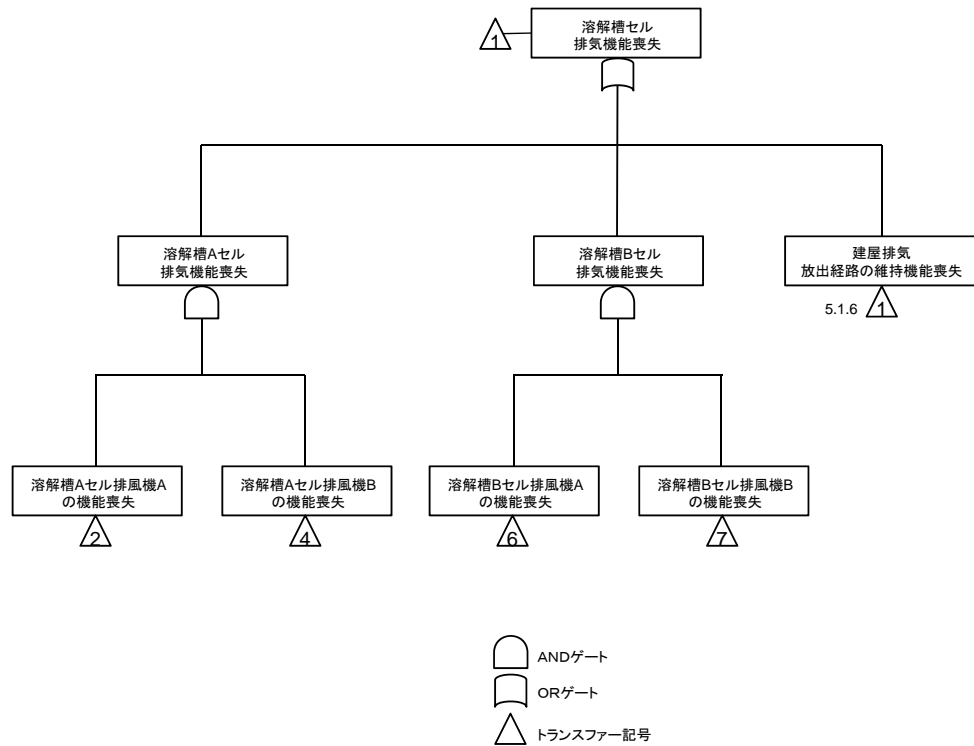 1
溶解槽セル
排気機能喪失
溶解槽Aセル
排気機能喪失
溶解槽Bセル
排気機能喪失
建屋排気
放出経路の維持機能喪失
5.1.6
1
溶解槽Aセル排風機A
の機能喪失
溶解槽Aセル排風機B
の機能喪失
溶解槽Bセル排風機A
の機能喪失
溶解槽Bセル排風機B
の機能喪失
2
4
6
7
ANDゲート
ORゲート
トランスファー記号